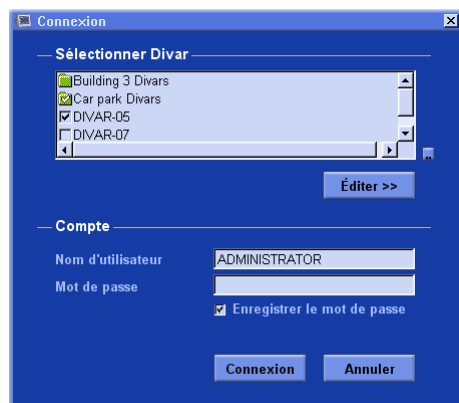 Connexion
Sélectionner Divar
Building 3 Divars
Car park Divars
DIVAR-05
DIVAR-07
..
Éditer >>
Compte
Nom d'utilisateur ADMINISTRATOR
Mot de passe
Enregistrer le mot de passe
Connexion Annuler